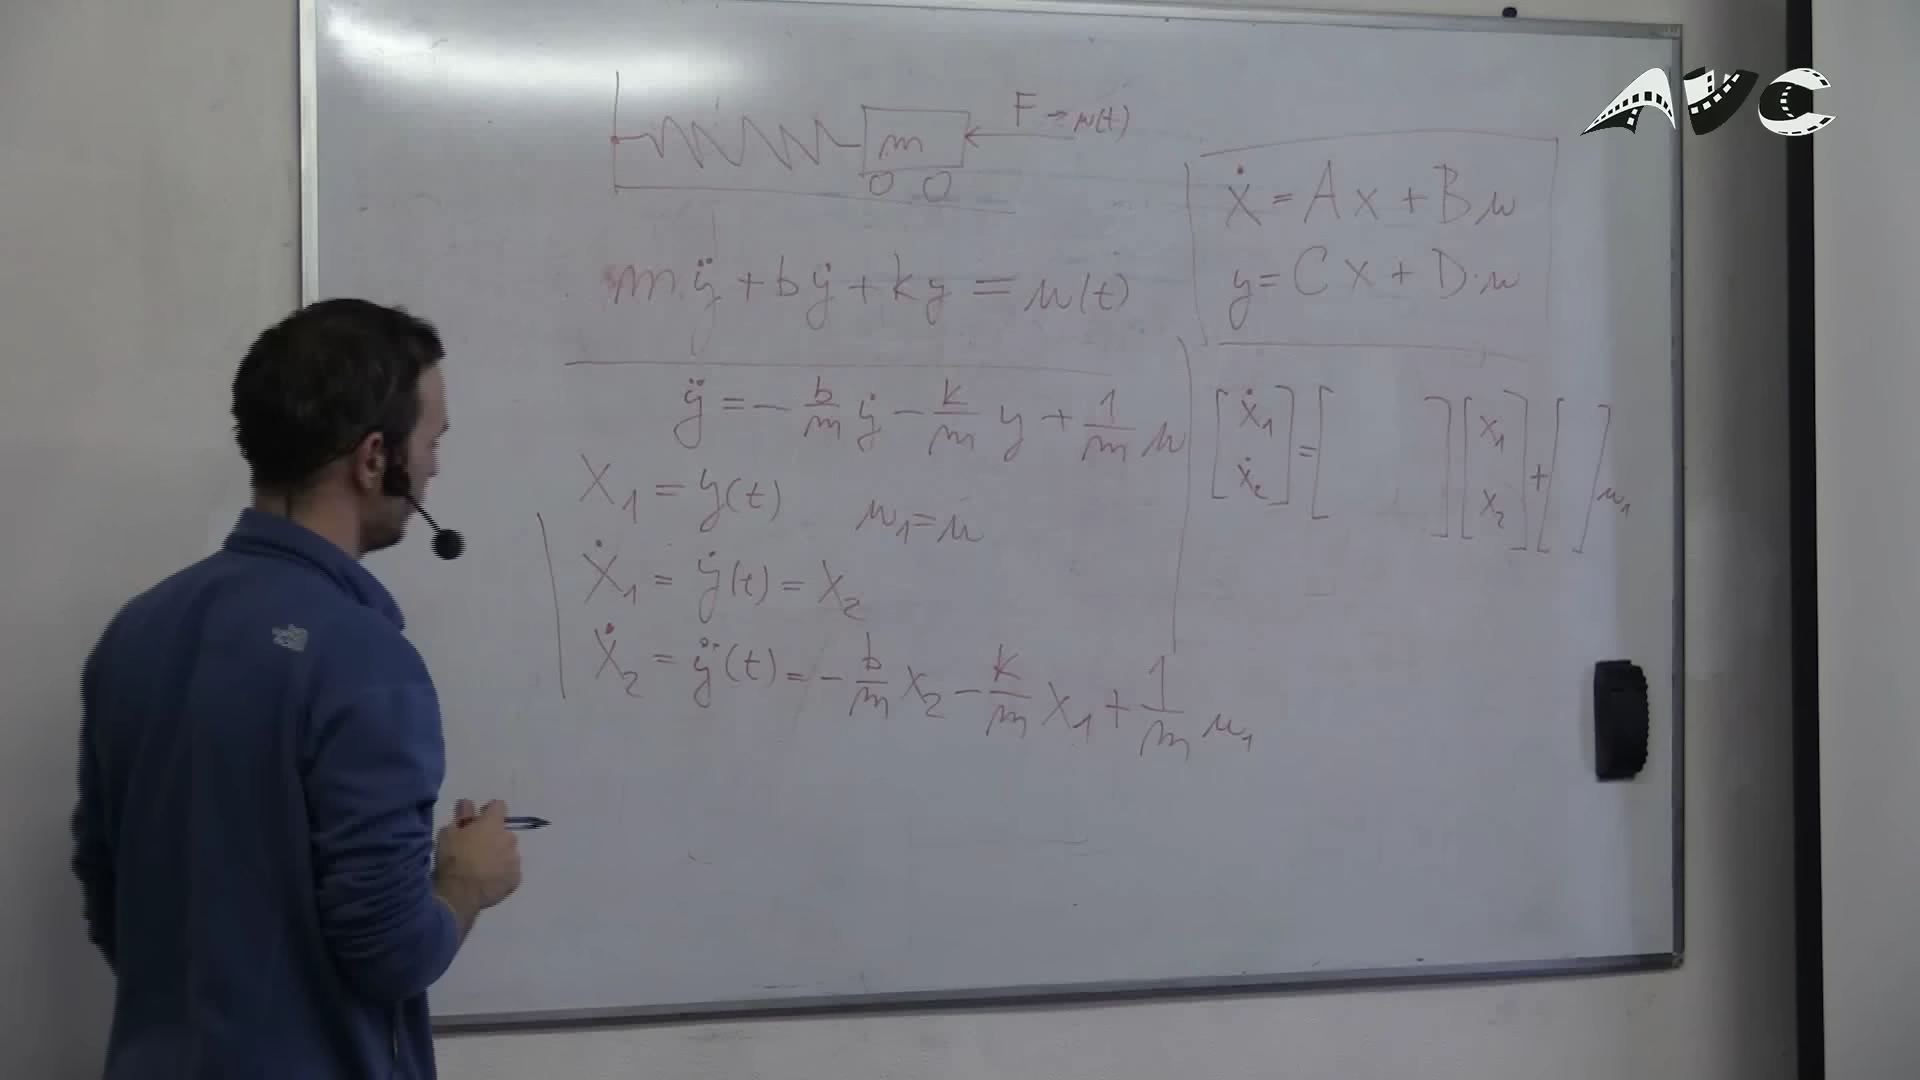 m F → u(t)
mÿ + bẏ + ky = u(t)
ÿ = - b/m ẏ - k/m y + 1/m u
X₁ = y(t) u₁ = u
Ẋ₁ = ẏ(t) = X₂
Ẋ₂ = ÿ(t) = - b/m X₂ - k/m X₁ + 1/m u₁
Ẋ = AX + Bu
y = CX + D·u
[Ẋ₁ Ẋ₂] = [ ] [X₁ X₂] + [ ] u₁
AVC